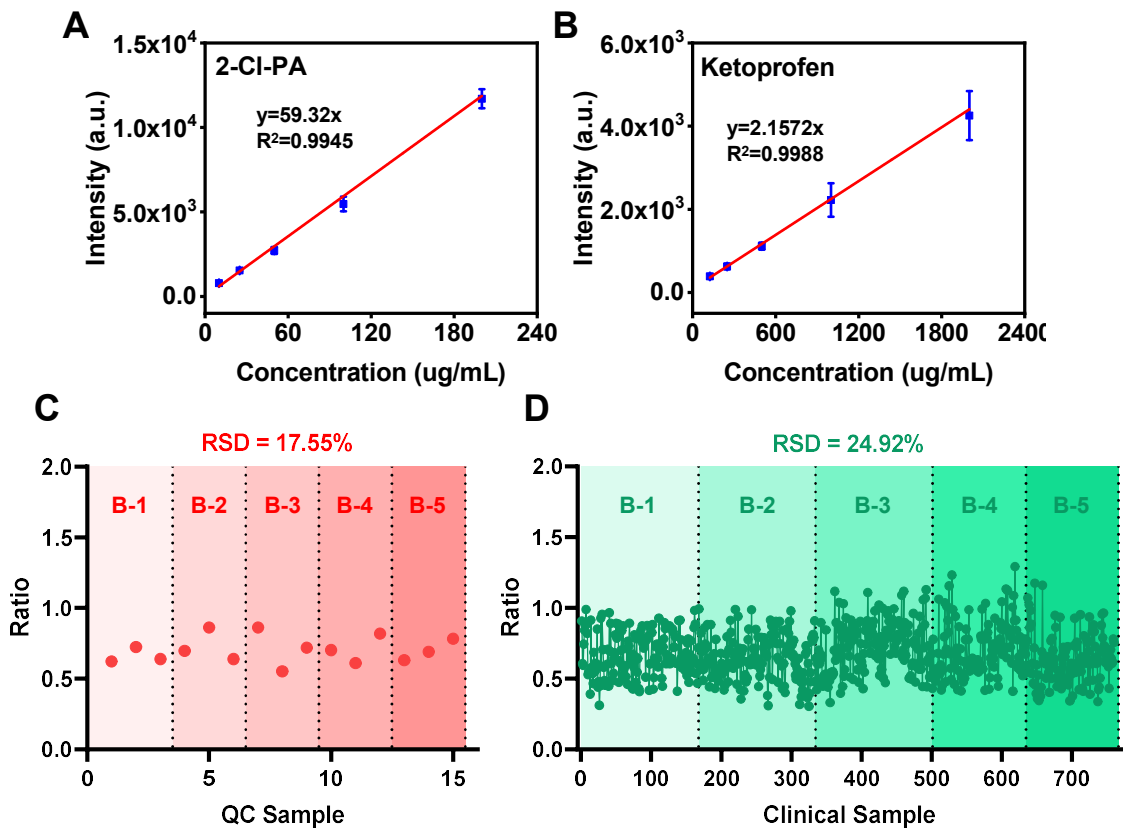 A
1.5x10⁴
2-Cl-PA
y=59.32x
R²=0.9945
1.0x10⁴
5.0x10³
0.0
Intensity (a.u.)
0 60 120 180 240
Concentration (ug/mL)
B
6.0x10³
Ketoprofen
y=2.1572x
R²=0.9988
4.0x10³
2.0x10³
0.0
Intensity (a.u.)
0 600 1200 1800 2400
Concentration (ug/mL)
C
RSD = 17.55%
2.0
B-1 B-2 B-3 B-4 B-5
1.5
1.0
0.5
0.0
Ratio
0 5 10 15
QC Sample
D
RSD = 24.92%
2.0
B-1 B-2 B-3 B-4 B-5
1.5
1.0
0.5
0.0
Ratio
0 100 200 300 400 500 600 700
Clinical Sample